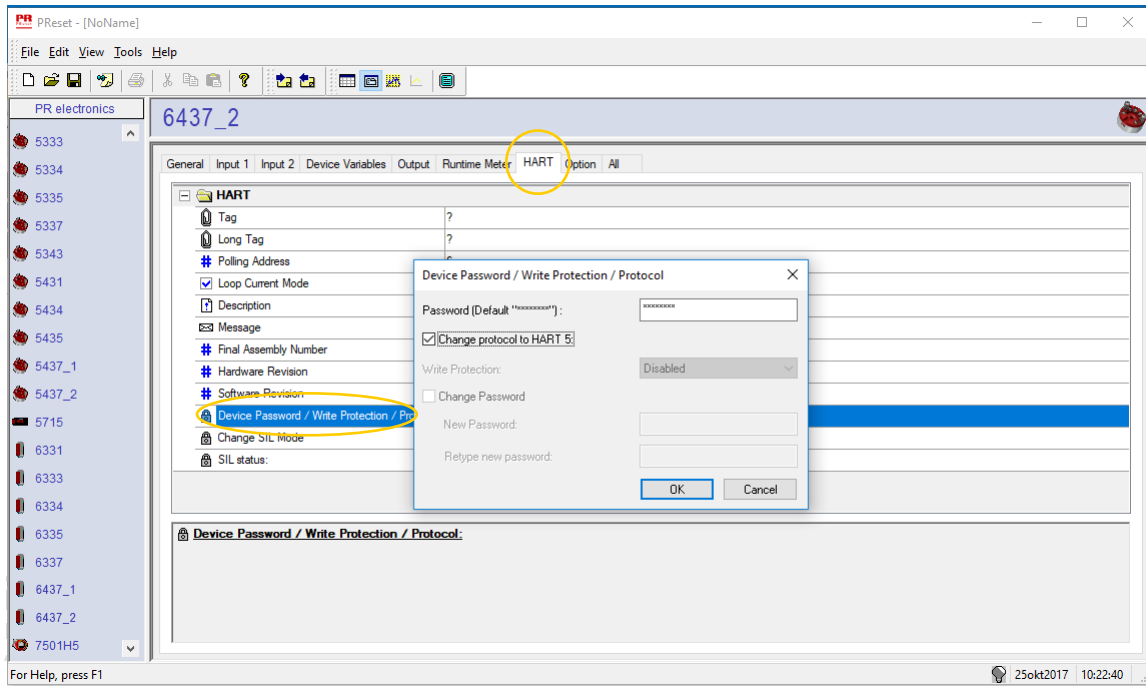 PR PReset - [NoName]
File Edit View Tools Help
PR electronics
5333
5334
5335
5337
5343
5431
5434
5435
5437_1
5437_2
5715
6331
6333
6334
6335
6337
6437_1
6437_2
7501H5
6437_2
General Input 1 Input 2 Device Variables Output Runtime Meter HART Option All
HART
Tag ?
Long Tag ?
Polling Address
Loop Current Mode
Description
Message
Final Assembly Number
Hardware Revision
Software Revision
Device Password / Write Protection / Pro
Change SIL Mode
SIL status:
Device Password / Write Protection / Protocol
Password (Default "********") : ********
Change protocol to HART 5:
Write Protection: Disabled
Change Password
New Password:
Retype new password:
OK Cancel
Device Password / Write Protection / Protocol:
For Help, press F1 25okt2017 10:22:40